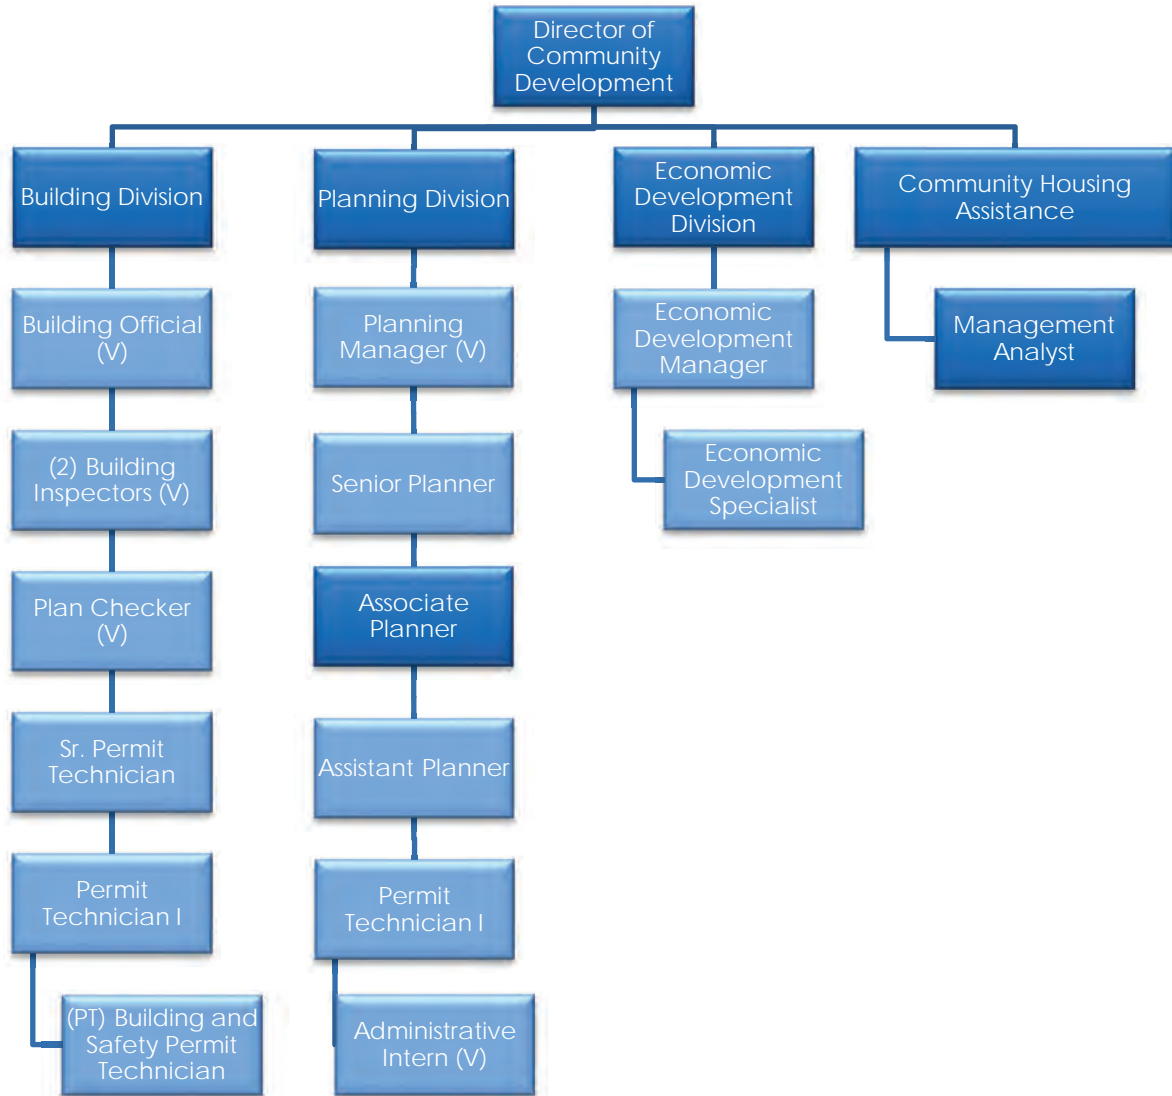 Director of
Community
Development
Building Division
Planning Division
Economic
Development
Division
Community Housing
Assistance
Building Official
(V)
Planning
Manager (V)
Economic
Development
Manager
Management
Analyst
(2) Building
Inspectors (V)
Senior Planner
Economic
Development
Specialist
Plan Checker
(V)
Associate
Planner
Sr. Permit
Technician
Assistant Planner
Permit
Technician I
Permit
Technician I
(PT) Building and
Safety Permit
Technician
Administrative
Intern (V)